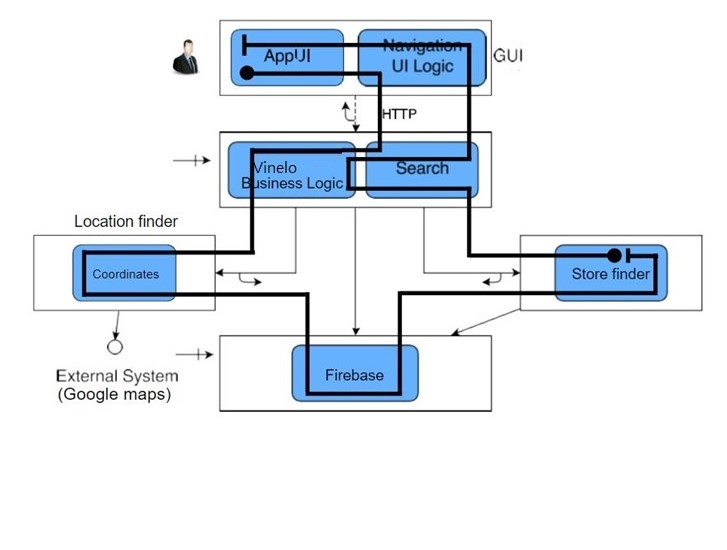 AppUI
Navigation
UI Logic
GUI
HTTP
Vinelo
Business Logic
Search
Location finder
Coordinates
Store finder
External System
(Google maps)
Firebase